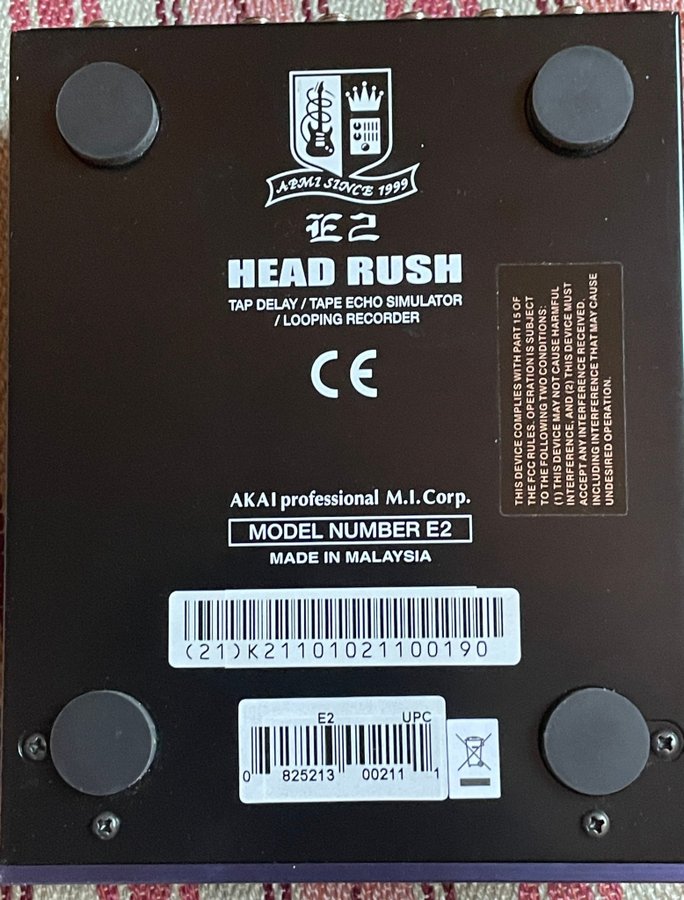 APMI SINCE 1999
E2
HEAD RUSH
TAP DELAY / TAPE ECHO SIMULATOR
/ LOOPING RECORDER
CE
THIS DEVICE COMPLIES WITH PART 15 OF
THE FCC RULES. OPERATION IS SUBJECT
TO THE FOLLOWING TWO CONDITIONS:
(1) THIS DEVICE MAY NOT CAUSE HARMFUL
INTERFERENCE, AND (2) THIS DEVICE MUST
ACCEPT ANY INTERFERENCE RECEIVED,
INCLUDING INTERFERENCE THAT MAY CAUSE
UNDESIRED OPERATION.
AKAI professional M.I. Corp.
MODEL NUMBER E2
MADE IN MALAYSIA
(21)K21101021100190
E2 UPC
0 825213 00211 1